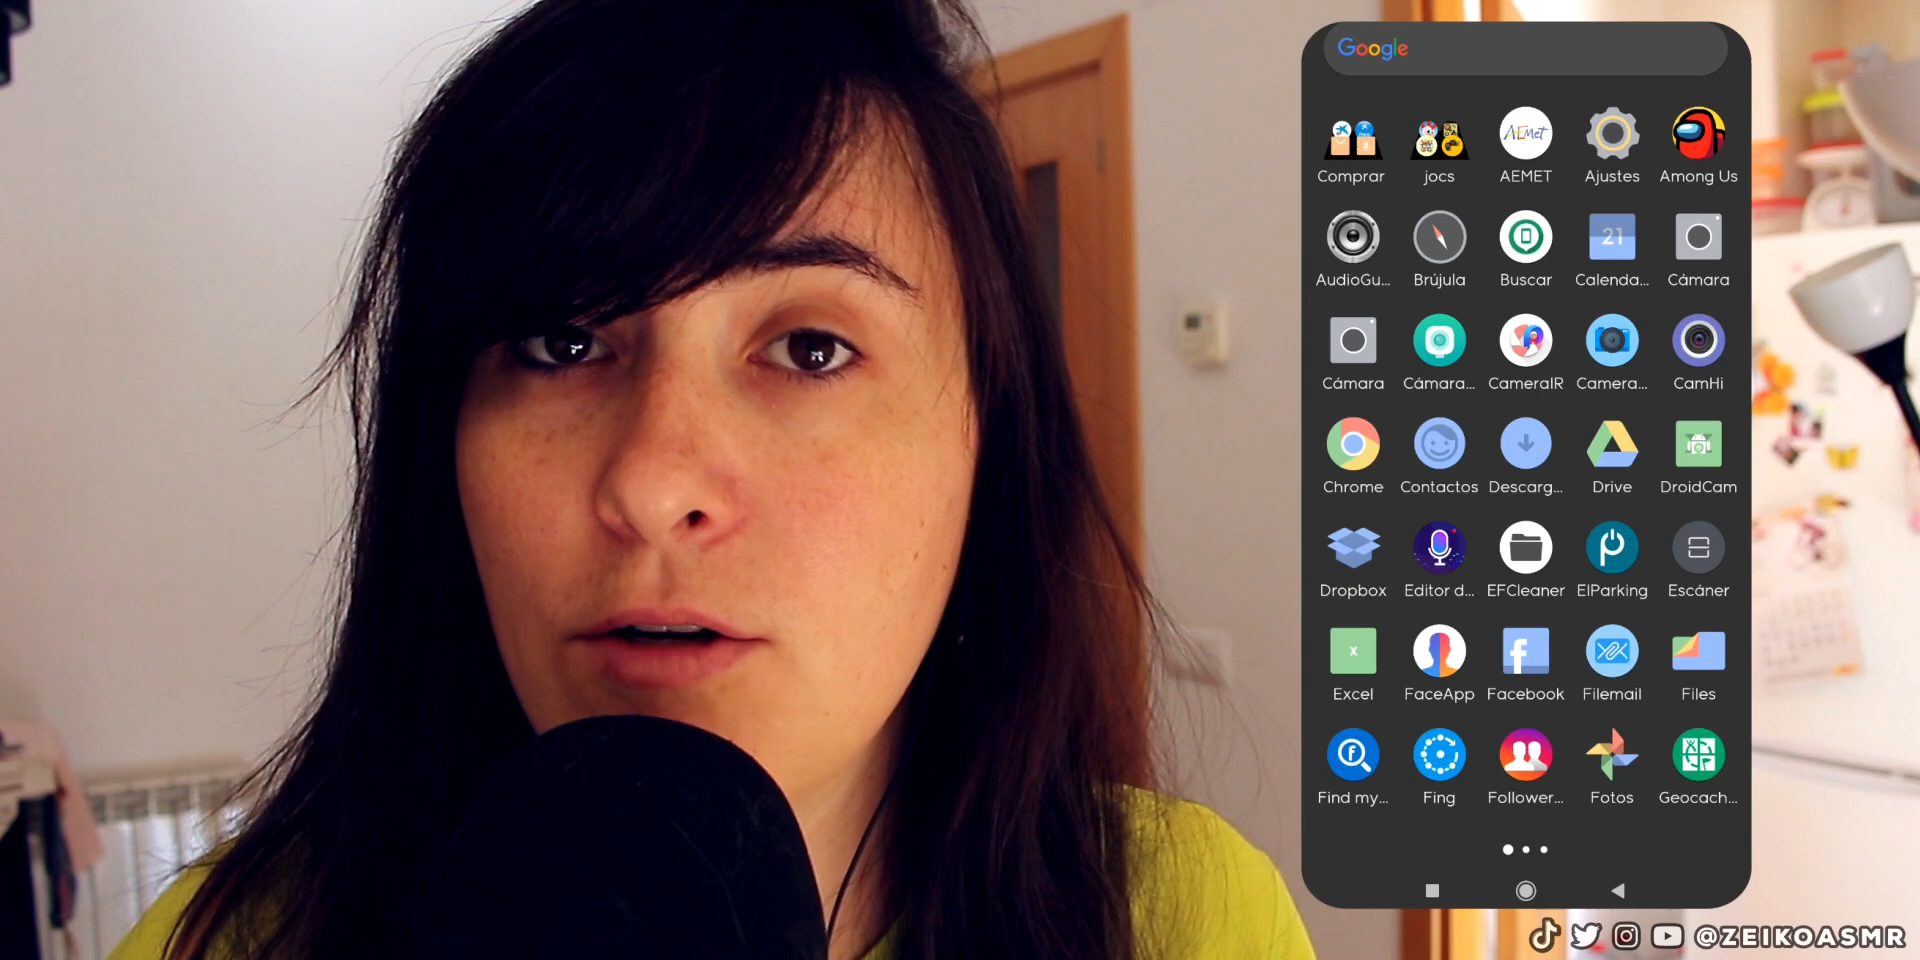 Google
Comprar jocs AEMET Ajustes Among Us
AudioGu... Brújula Buscar Calenda... Cámara
Cámara Cámara... CameraIR Camera... CamHi
Chrome Contactos Descarg... Drive DroidCam
Dropbox Editor d... EFCleaner ElParking Escáner
Excel FaceApp Facebook Filemail Files
Find my... Fing Follower... Fotos Geocach...
@ZEIKOASMR
AEMet
21